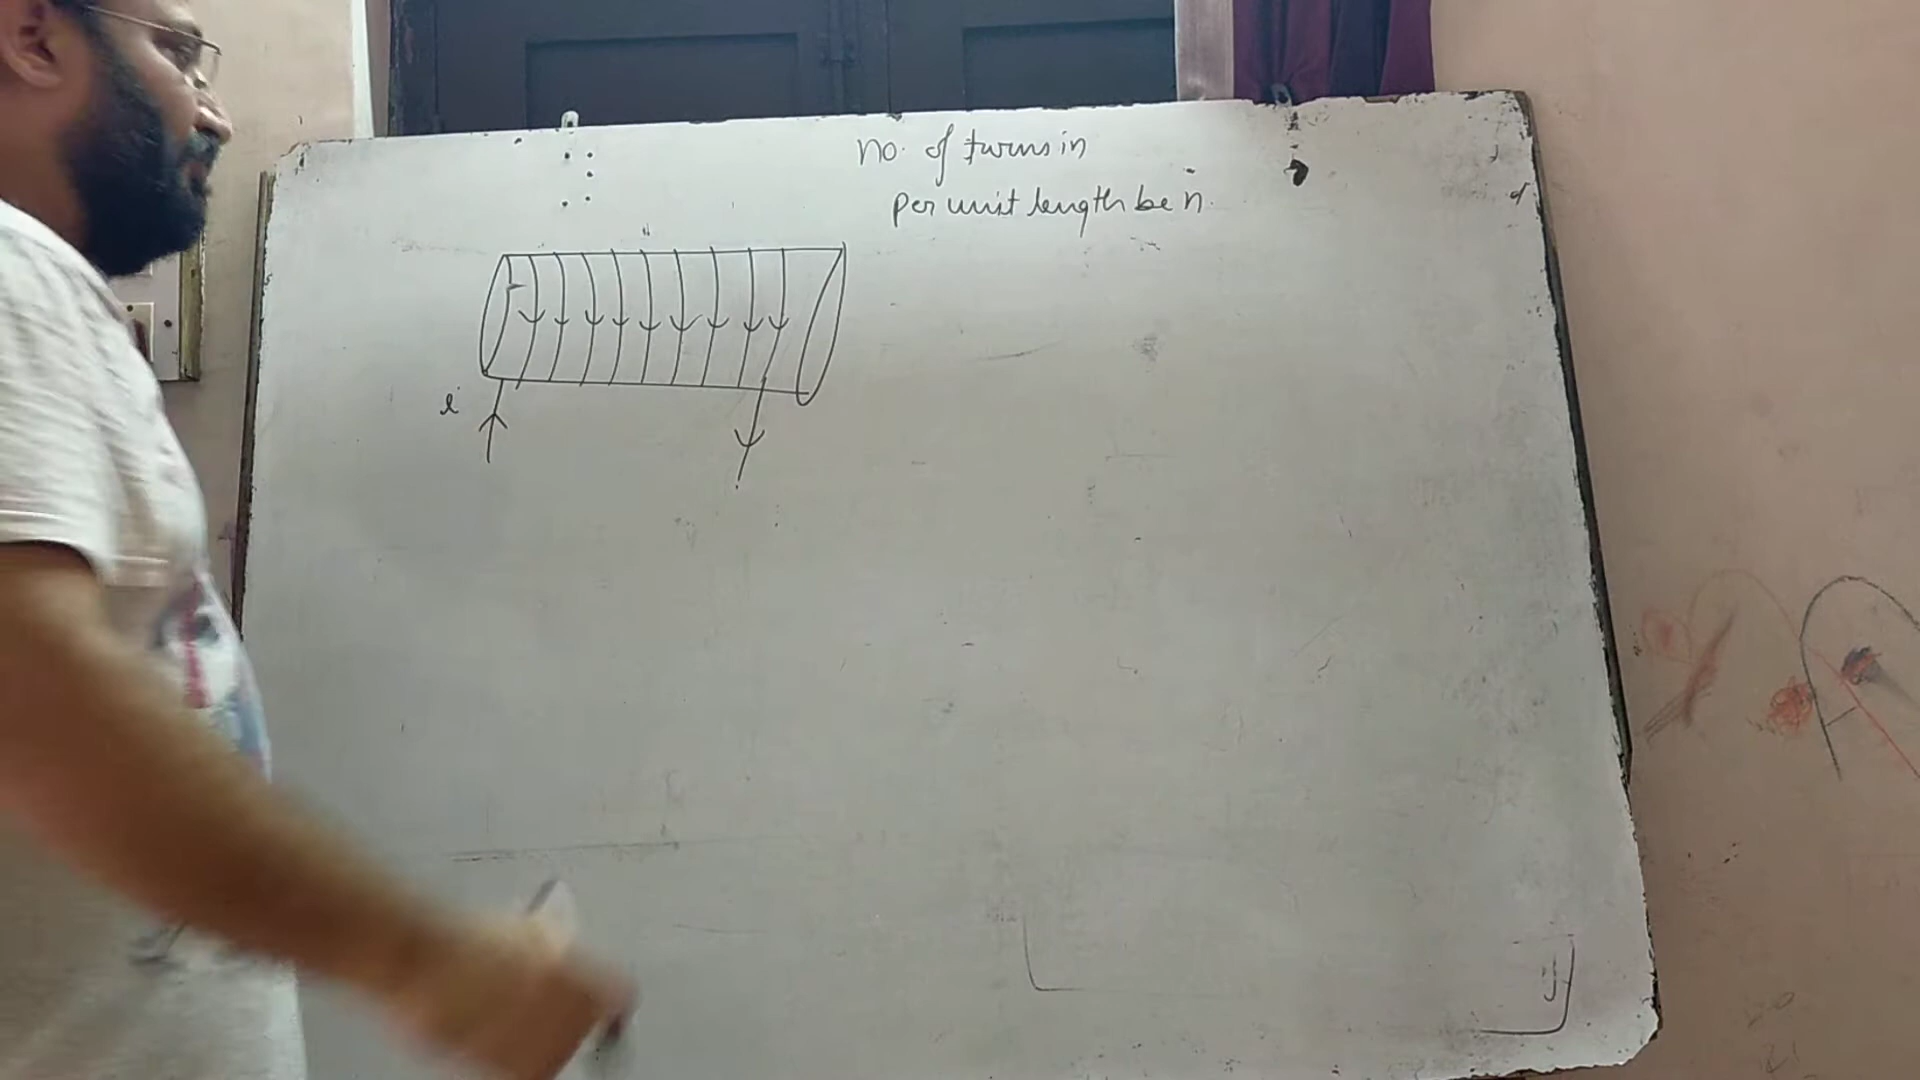 no. of turns in
per unit length be n.
i